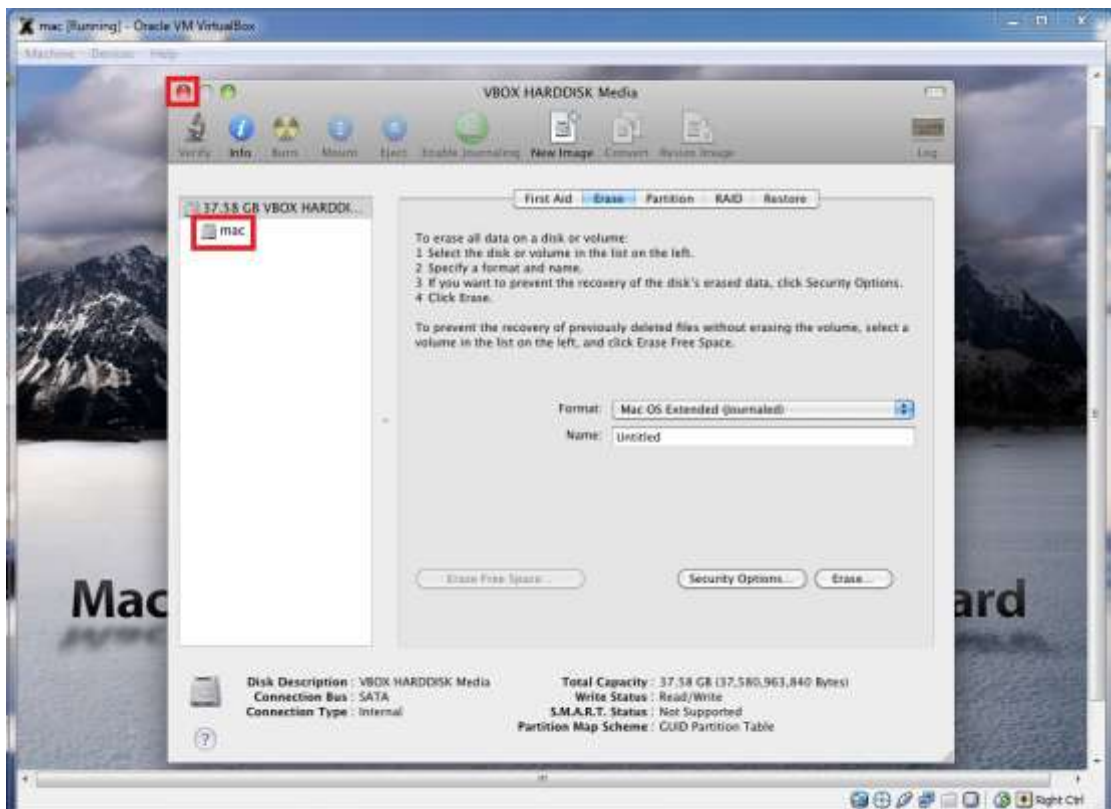 mac [Running] - Oracle VM VirtualBox
Machine Devices Help
VBOX HARDDISK Media
Verify Info Burn Mount Eject Enable Journaling New Image Convert Resize Image Log
37.58 GB VBOX HARDDI...
mac
First Aid Erase Partition RAID Restore
To erase all data on a disk or volume:
1 Select the disk or volume in the list on the left.
2 Specify a format and name.
3 If you want to prevent the recovery of the disk's erased data, click Security Options.
4 Click Erase.
To prevent the recovery of previously deleted files without erasing the volume, select a
volume in the list on the left, and click Erase Free Space.
Format: Mac OS Extended (Journaled)
Name: Untitled
Erase Free Space... Security Options... Erase...
Mac ard
Disk Description : VBOX HARDDISK Media Total Capacity : 37.58 GB (37,580,963,840 Bytes)
Connection Bus : SATA Write Status : Read/Write
Connection Type : Internal S.M.A.R.T. Status : Not Supported
Partition Map Scheme : GUID Partition Table
?
Right Ctrl